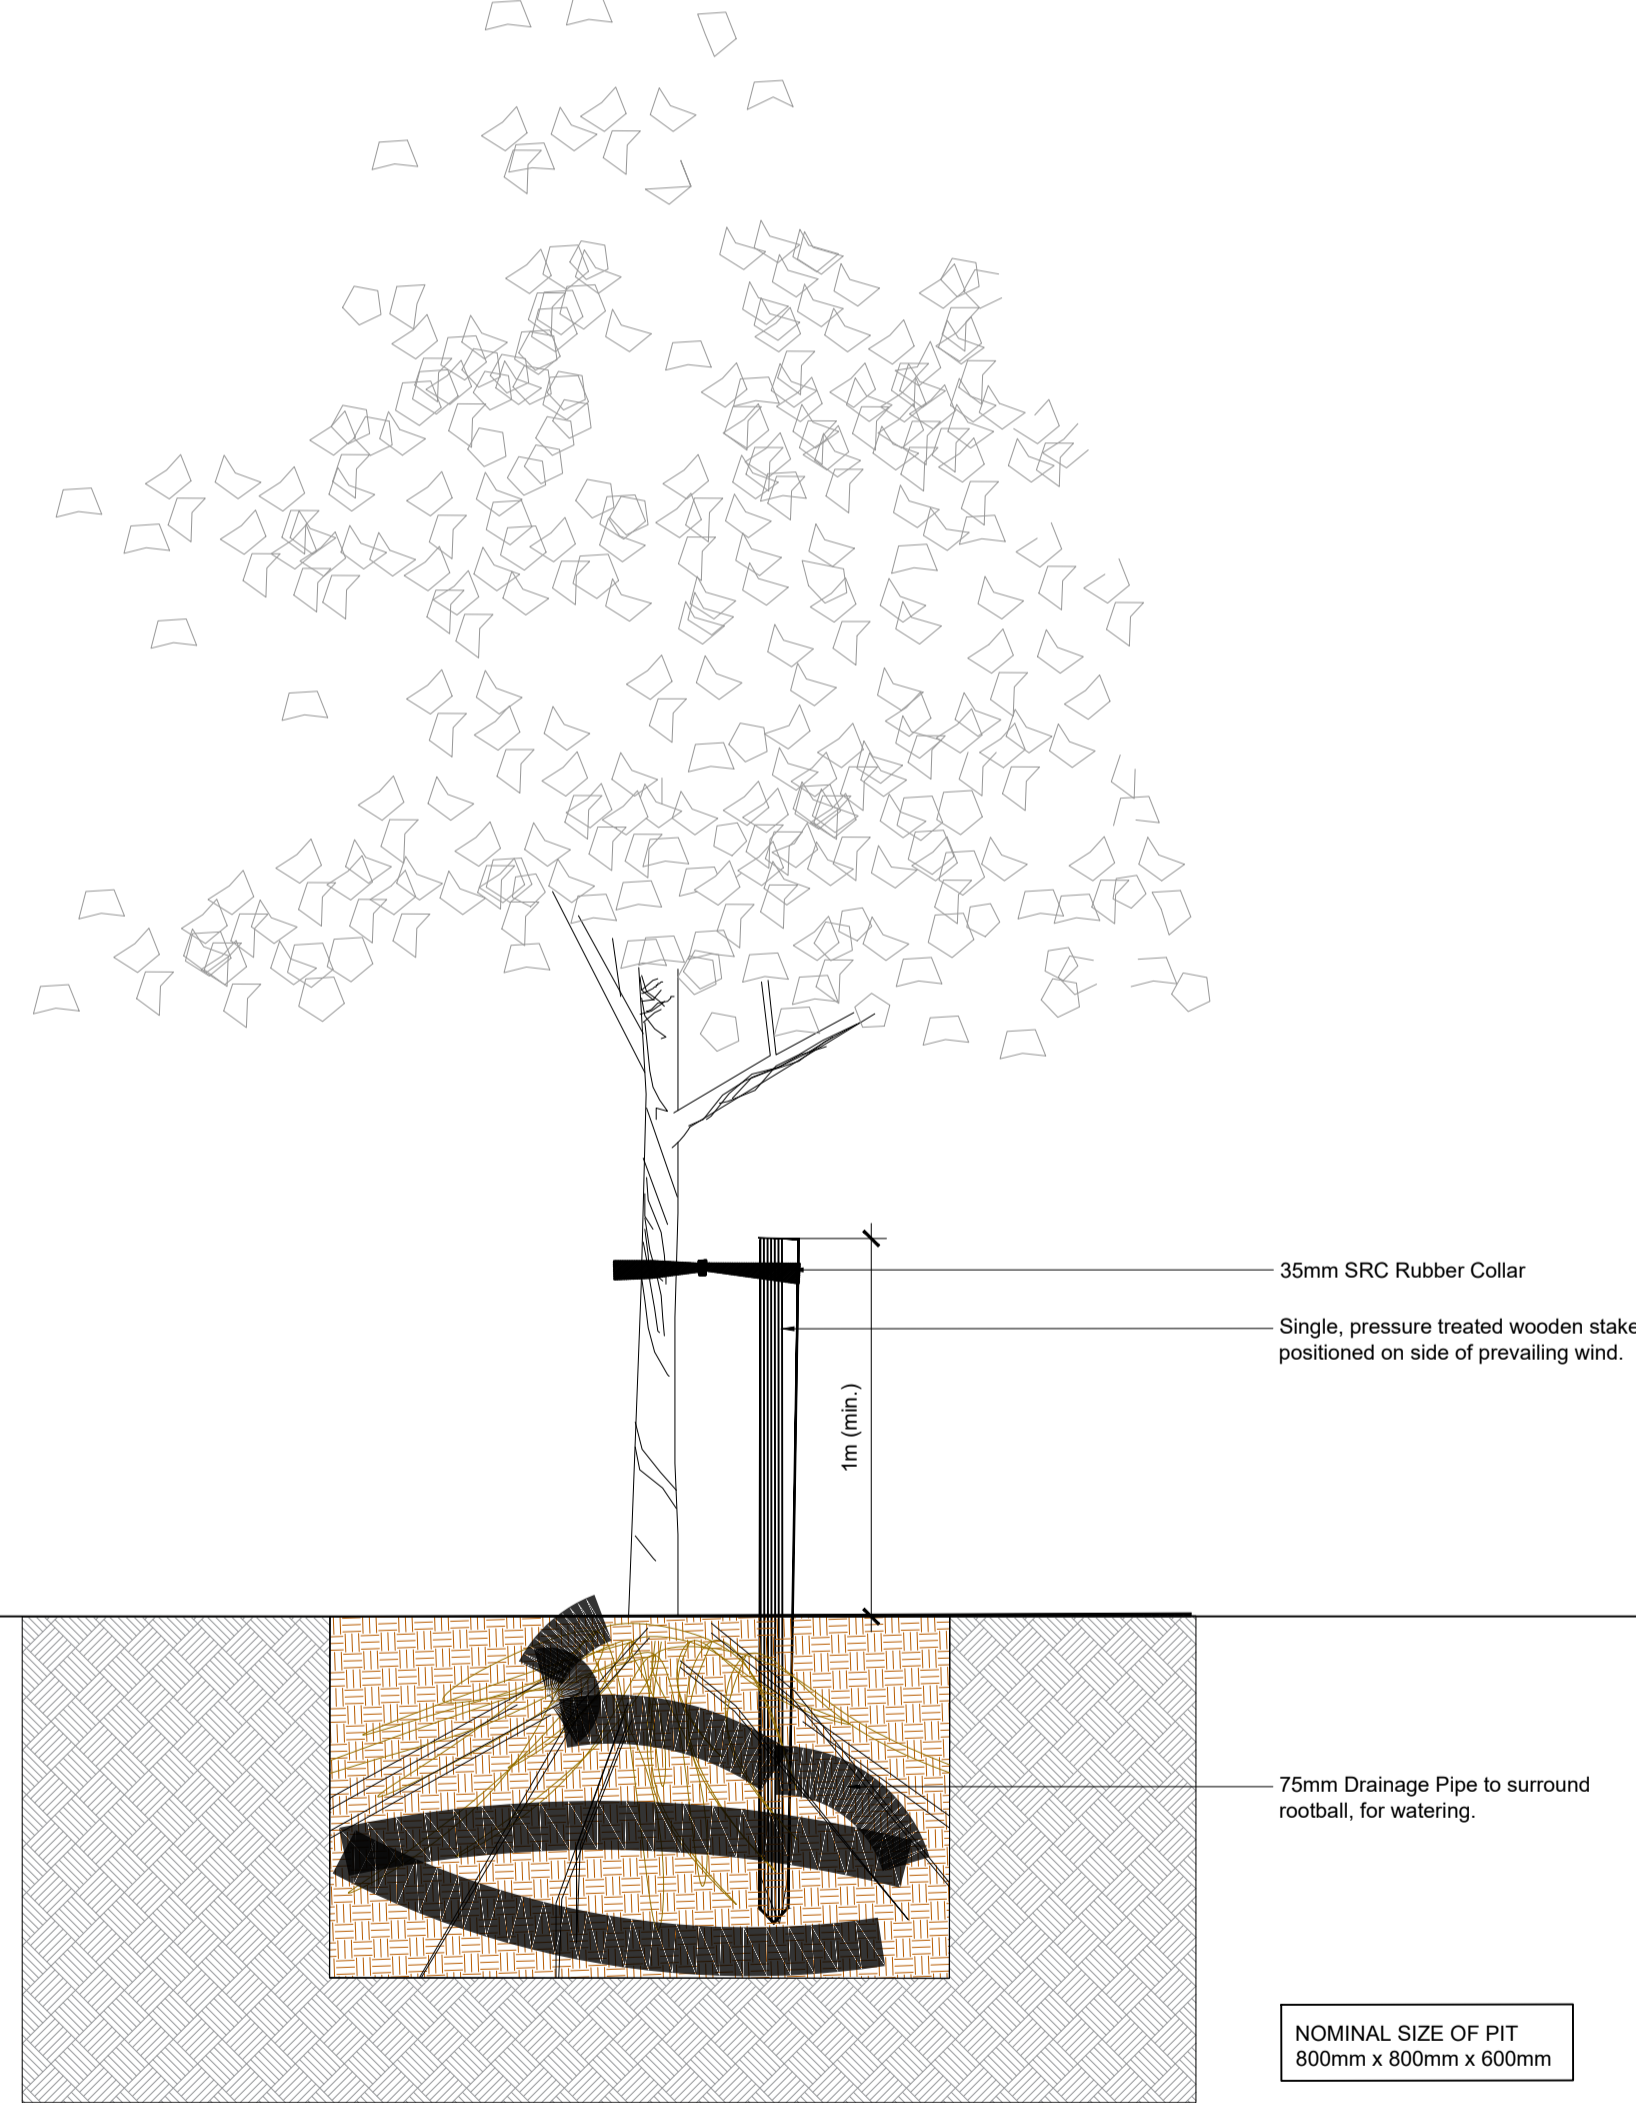 35mm SRC Rubber Collar
Single, pressure treated wooden stake
positioned on side of prevailing wind.
1m (min.)
75mm Drainage Pipe to surround
rootball, for watering.
NOMINAL SIZE OF PIT
800mm x 800mm x 600mm